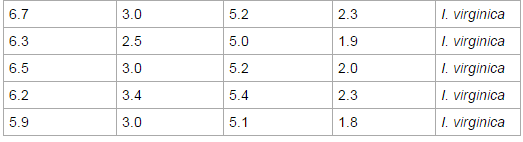 6.7 3.0 5.2 2.3 I. virginica
6.3 2.5 5.0 1.9 I. virginica
6.5 3.0 5.2 2.0 I. virginica
6.2 3.4 5.4 2.3 I. virginica
5.9 3.0 5.1 1.8 I. virginica